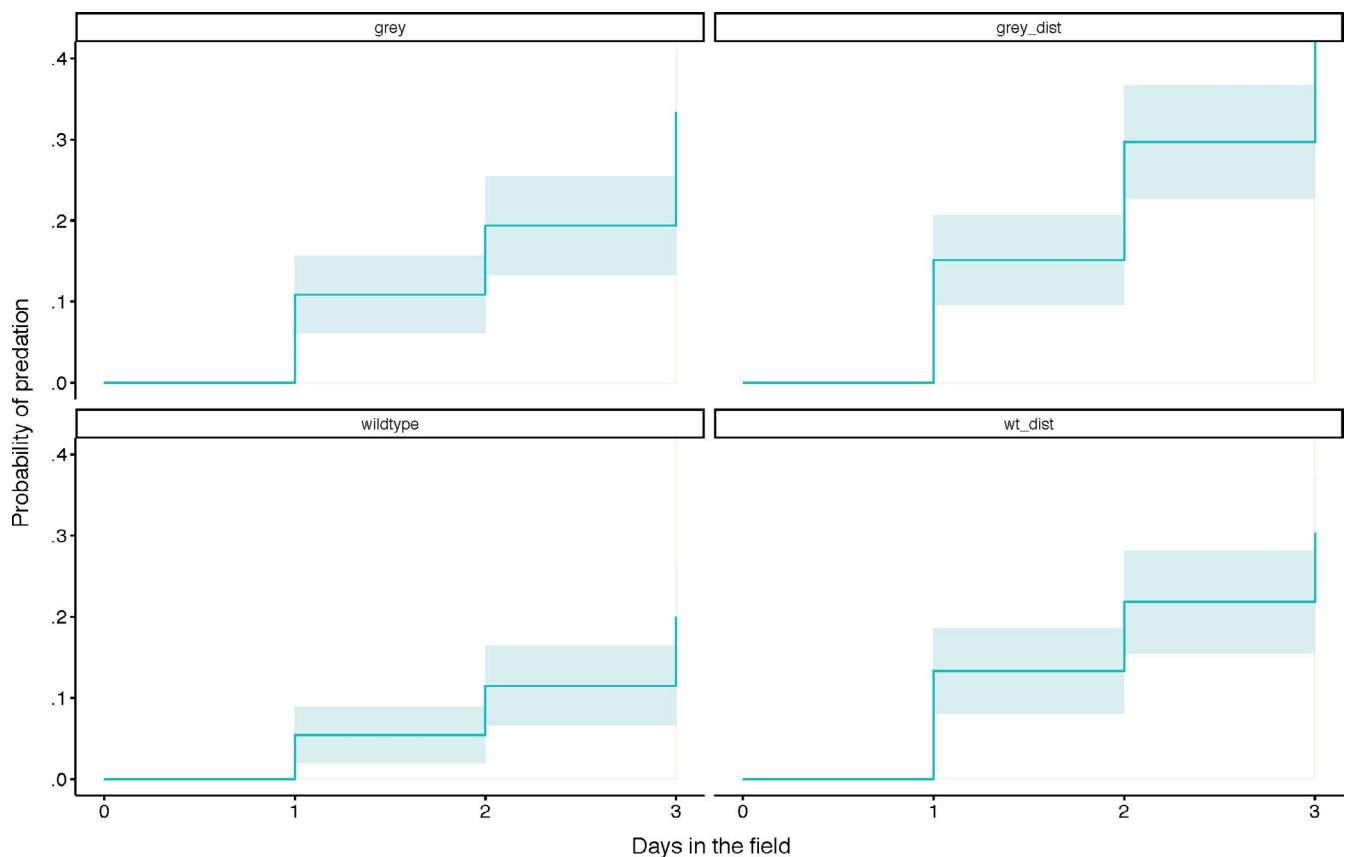 grey
grey_dist
.4
.3
.2
.1
.0
wildtype
wt_dist
.4
.3
.2
.1
.0
0 1 2 3 0 1 2 3
Probability of predation
Days in the field